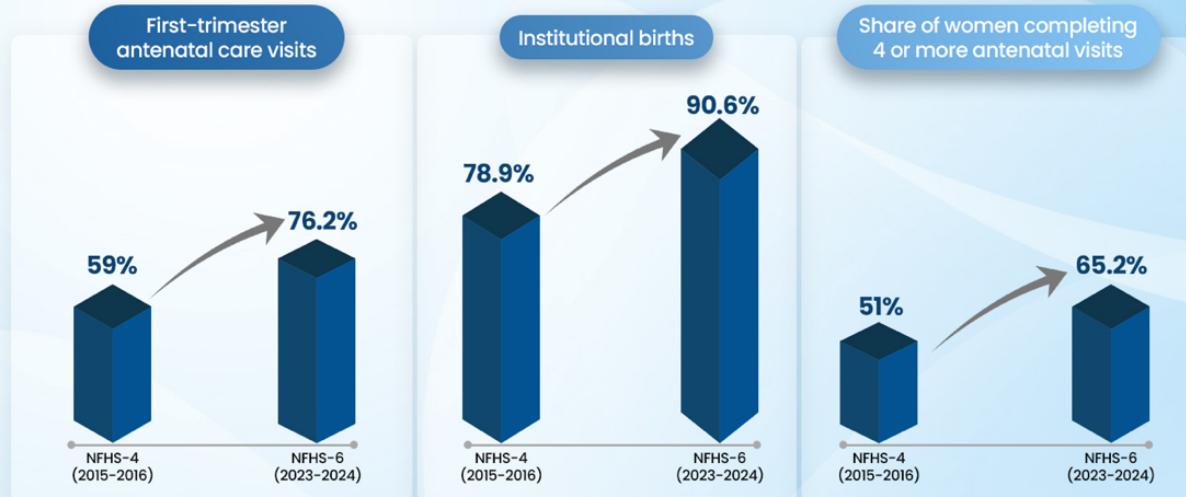 First-trimester
antenatal care visits
59%
76.2%
NFHS-4
(2015-2016)
NFHS-6
(2023-2024)
Institutional births
78.9%
90.6%
NFHS-4
(2015-2016)
NFHS-6
(2023-2024)
Share of women completing
4 or more antenatal visits
51%
65.2%
NFHS-4
(2015-2016)
NFHS-6
(2023-2024)